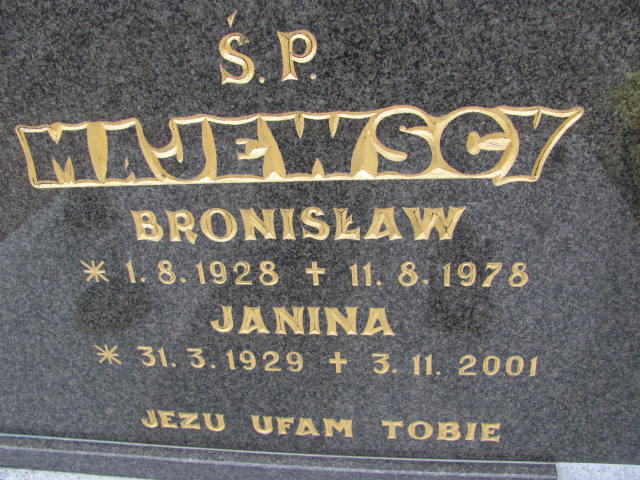 Ś.P.
MAJEWSCY
BRONISŁAW
* 1.8.1928 + 11.8.1978
JANINA
* 31.3.1929 + 3.11.2001
JEZU UFAM TOBIE